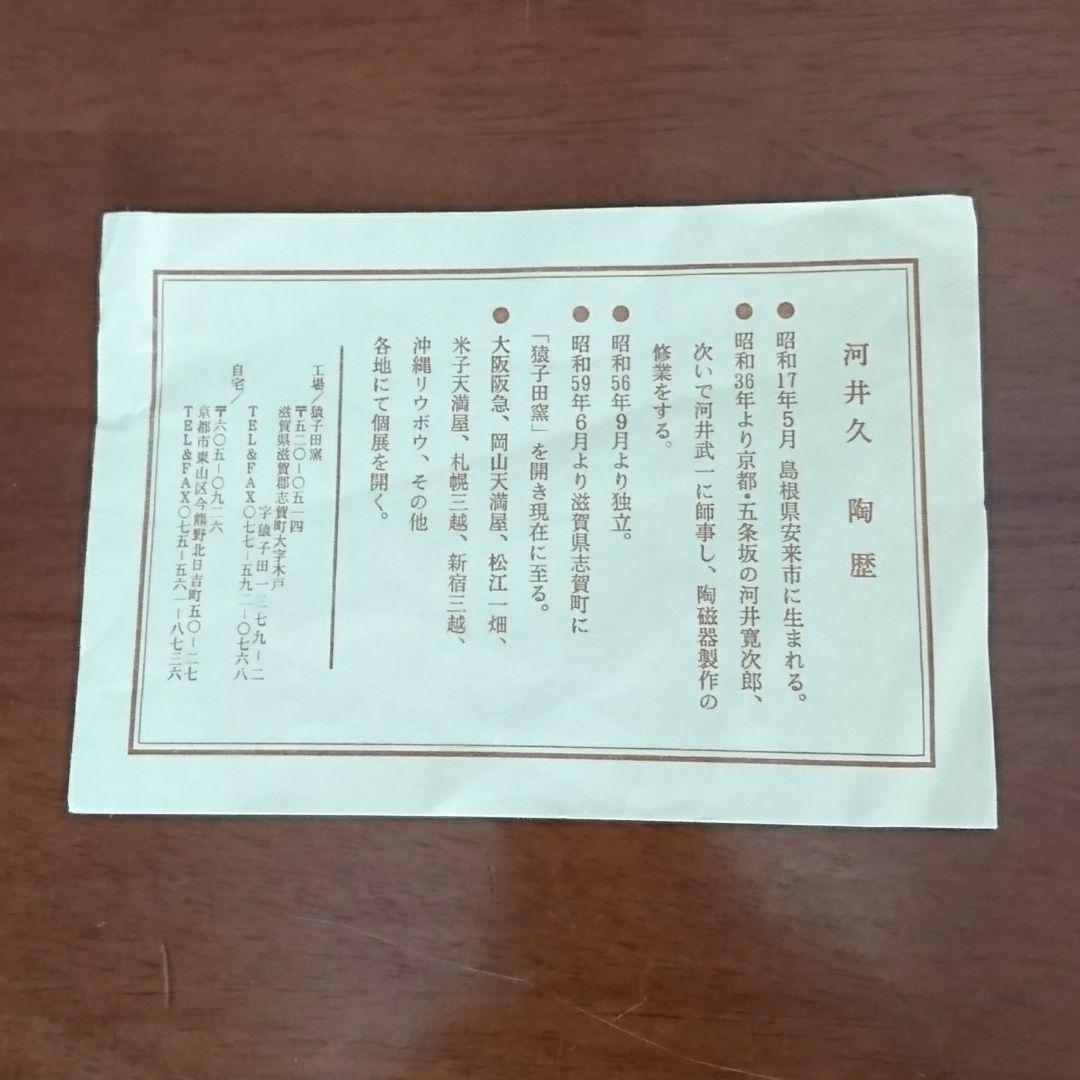 河井久　陶歴
●昭和17年5月　島根県安来市に生まれる。
●昭和36年より京都・五条坂の河井寛次郎、
次いで河井武一に師事し、陶磁器製作の
修業をする。
●昭和56年9月より独立。
●昭和59年6月より滋賀県志賀町に
「猿子田窯」を開き現在に至る。
●大阪阪急、岡山天満屋、松江一畑、
米子天満屋、札幌三越、新宿三越、
沖縄リウボウ、その他
各地にて個展を開く。
工場／猿子田窯
〒五二〇－〇五一四
滋賀県滋賀郡志賀町大字木戸
字猿子田一三七九－二
TEL&FAX〇七七－五九二－〇七六八
自宅／
〒六〇五－〇九二六
京都市東山区今熊野北日吉町五〇－二七
TEL&FAX〇七五－五六一－八七三六